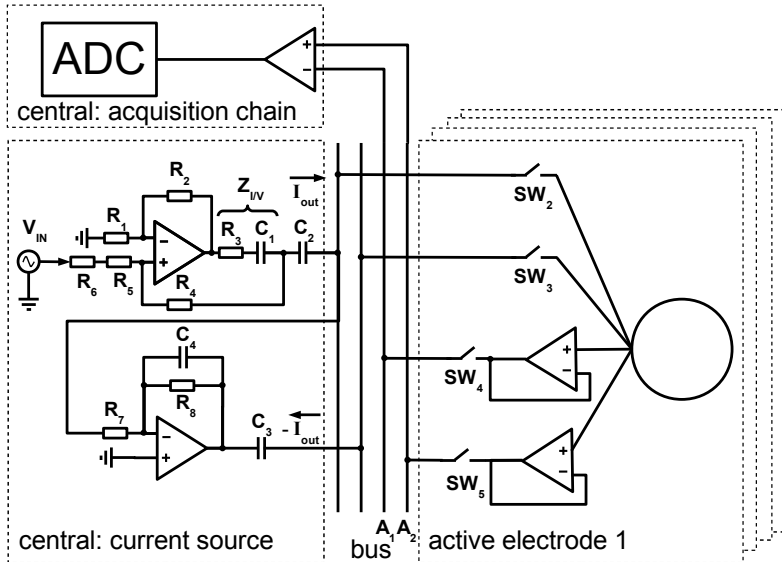 ADC
+
−
central: acquisition chain
R2
ZI/V
Iout
R1
R3
C1
C2
VIN
−
+
R6
R5
R4
C4
R8
R7
C3
- Iout
−
+
central: current source
bus
A1
A2
SW2
SW3
SW4
+
−
SW5
+
−
active electrode 1